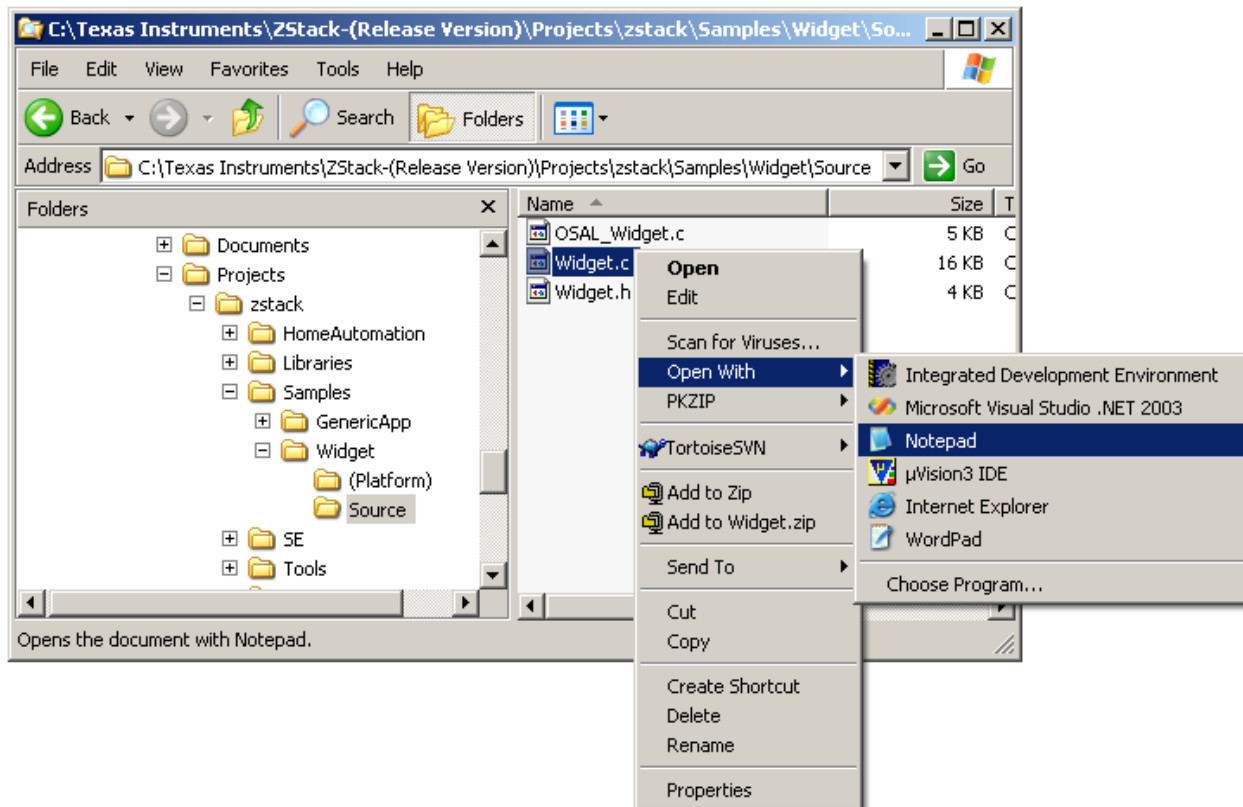 C:\Texas Instruments\ZStack-(Release Version)\Projects\zstack\Samples\Widget\So...
File Edit View Favorites Tools Help
Back Search Folders
Address C:\Texas Instruments\ZStack-(Release Version)\Projects\zstack\Samples\Widget\Source Go
Folders
Documents
Projects
zstack
HomeAutomation
Libraries
Samples
GenericApp
Widget
(Platform)
Source
SE
Tools
Name Size T
OSAL_Widget.c 5 KB C
Widget.c 16 KB C
Widget.h 4 KB C
Open
Edit
Scan for Viruses...
Open With
PKZIP
TortoiseSVN
Add to Zip
Add to Widget.zip
Send To
Cut
Copy
Create Shortcut
Delete
Rename
Properties
Integrated Development Environment
Microsoft Visual Studio .NET 2003
Notepad
µVision3 IDE
Internet Explorer
WordPad
Choose Program...
Opens the document with Notepad.